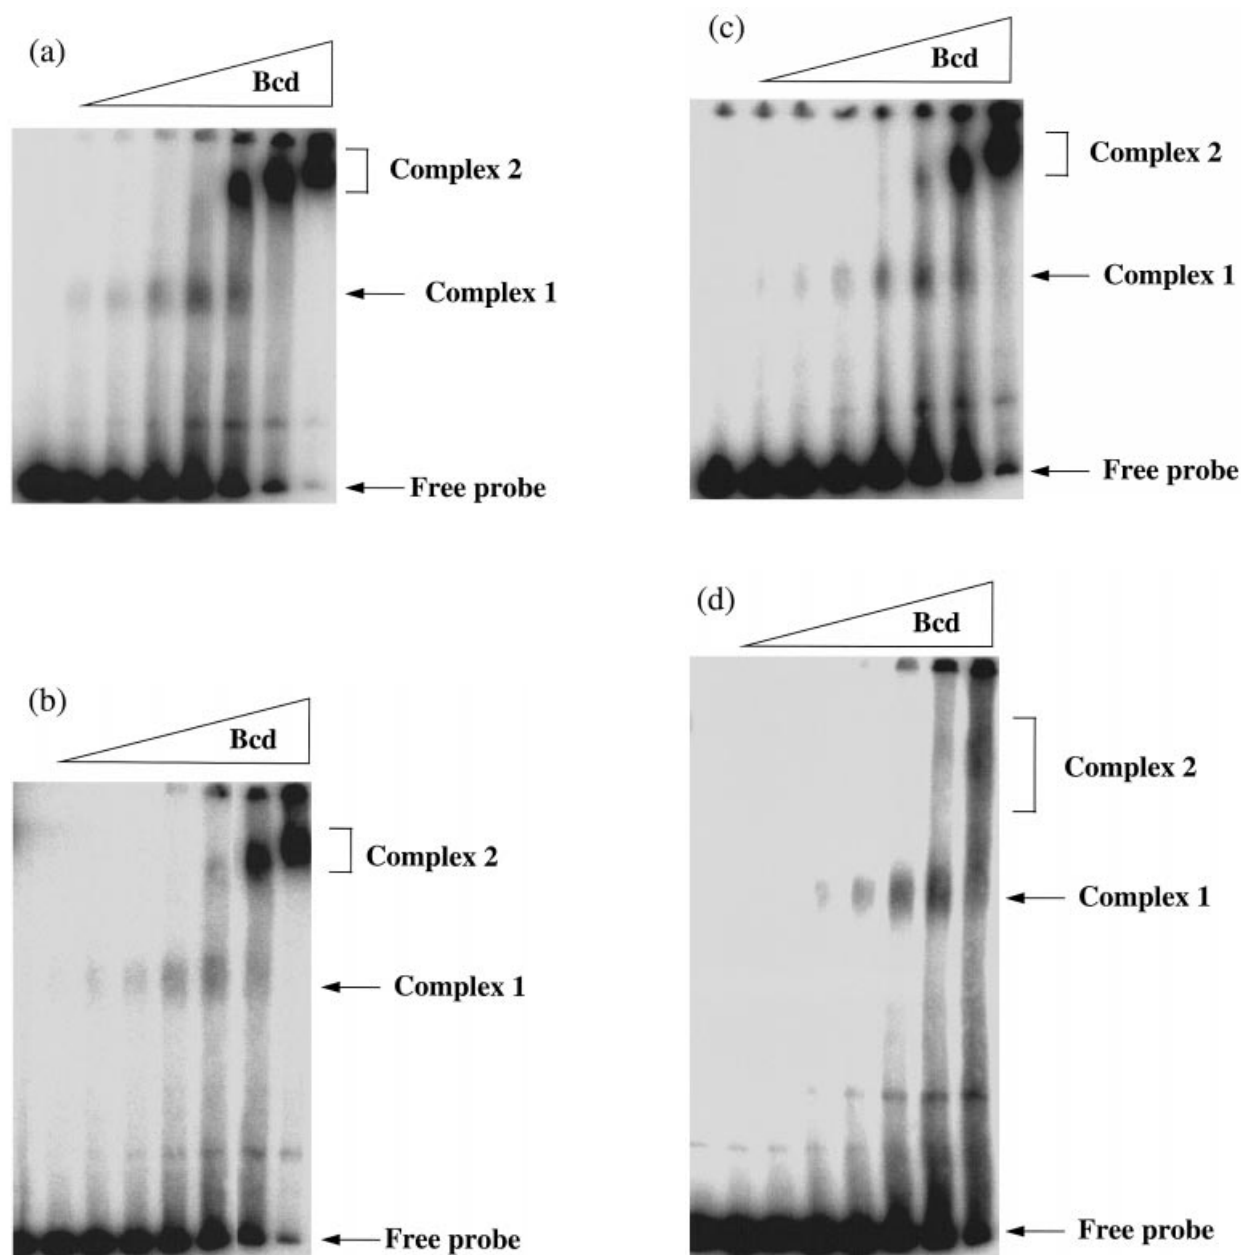 (a)
Bcd
Complex 2
Complex 1
Free probe
(c)
Bcd
Complex 2
Complex 1
Free probe
(b)
Bcd
Complex 2
Complex 1
Free probe
(d)
Bcd
Complex 2
Complex 1
Free probe